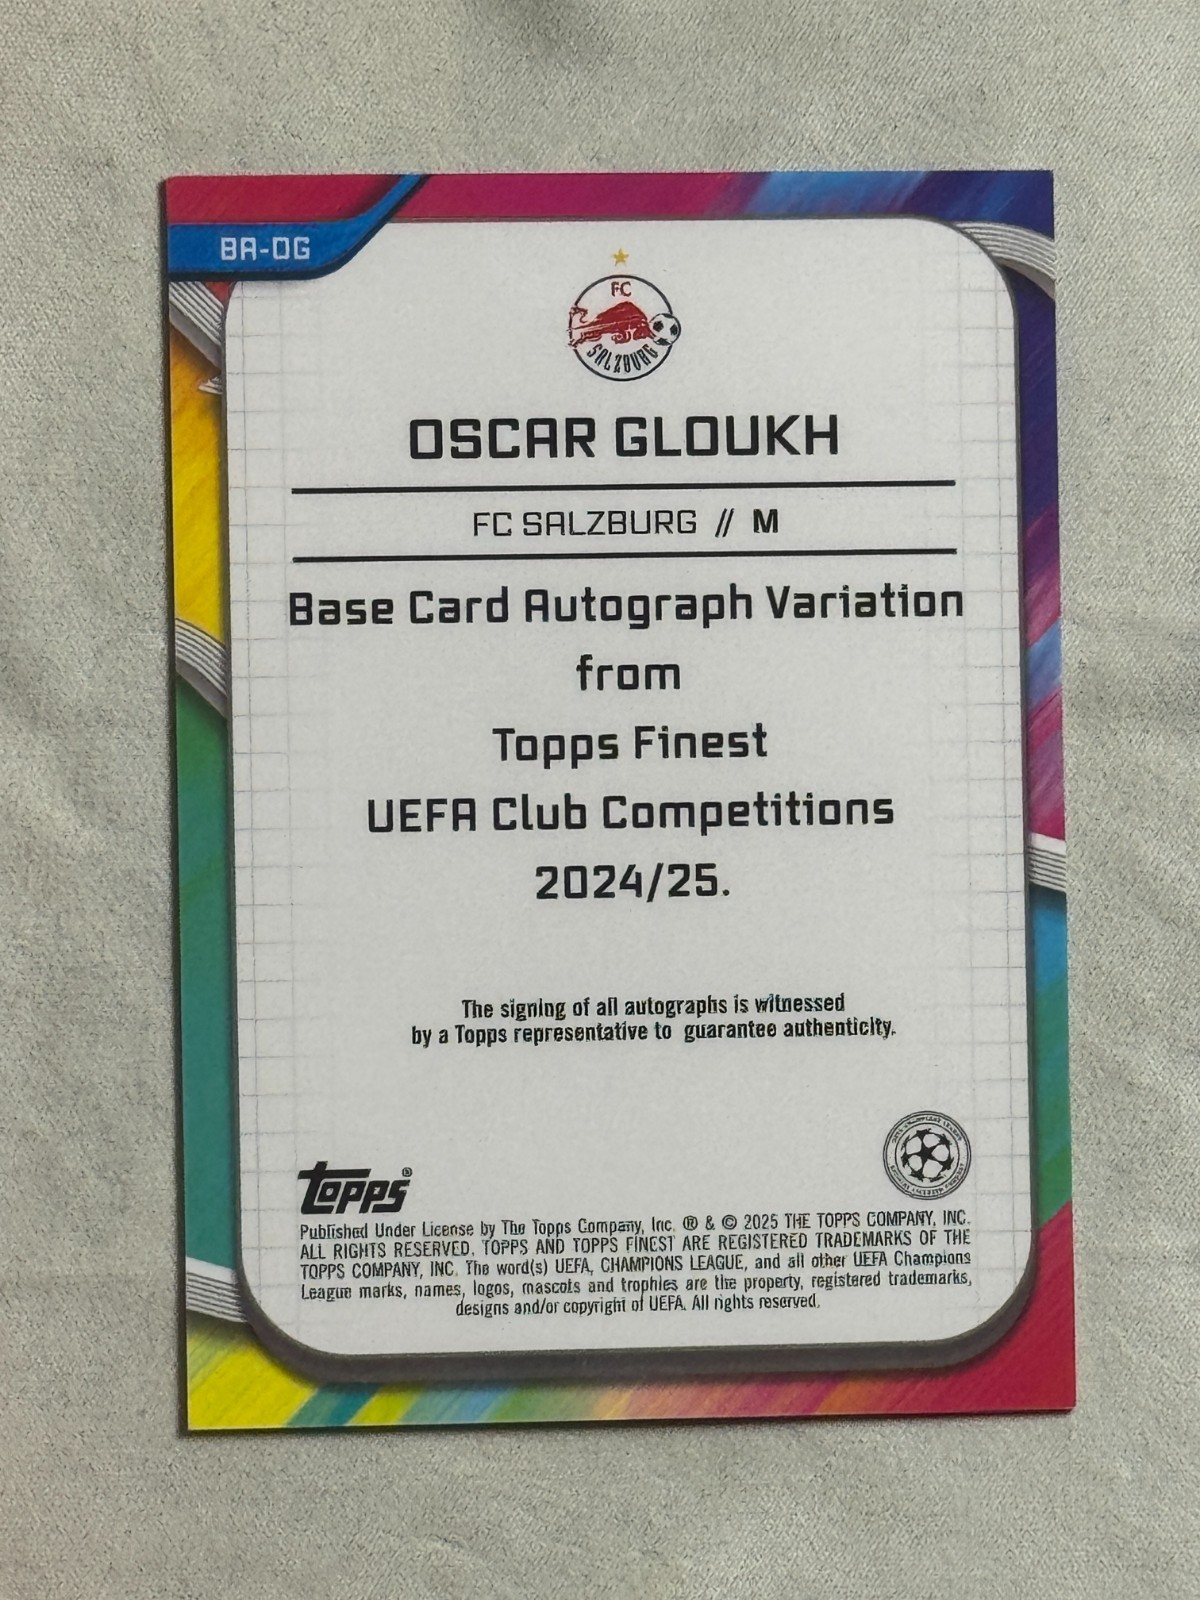 BA-OG
FC
SALZBURG
OSCAR GLOUKH
FC SALZBURG // M
Base Card Autograph Variation
from
Topps Finest
UEFA Club Competitions
2024/25.
The signing of all autographs is witnessed
by a Topps representative to guarantee authenticity.
topps®
Published Under License by The Topps Company, Inc. ® & © 2025 THE TOPPS COMPANY, INC.
ALL RIGHTS RESERVED. TOPPS AND TOPPS FINEST ARE REGISTERED TRADEMARKS OF THE
TOPPS COMPANY, INC. The word(s) UEFA, CHAMPIONS LEAGUE, and all other UEFA Champions
League marks, names, logos, mascots and trophies are the property, registered trademarks,
designs and/or copyright of UEFA. All rights reserved.